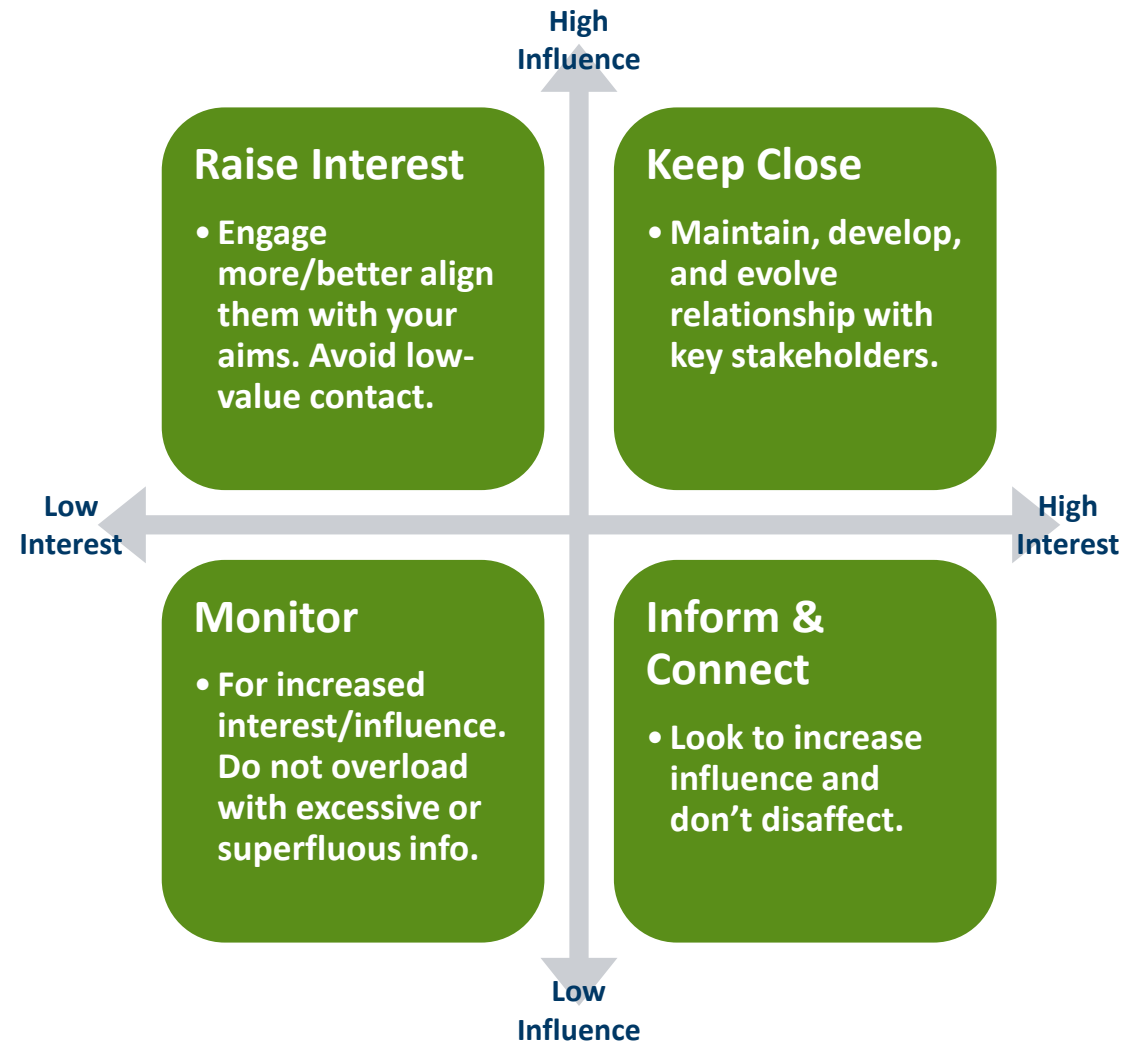 High
Influence
Raise Interest
• Engage
more/better align
them with your
aims. Avoid low-
value contact.
Keep Close
• Maintain, develop,
and evolve
relationship with
key stakeholders.
Low
Interest
High
Interest
Monitor
• For increased
interest/influence.
Do not overload
with excessive or
superfluous info.
Inform &
Connect
• Look to increase
influence and
don’t disaffect.
Low
Influence